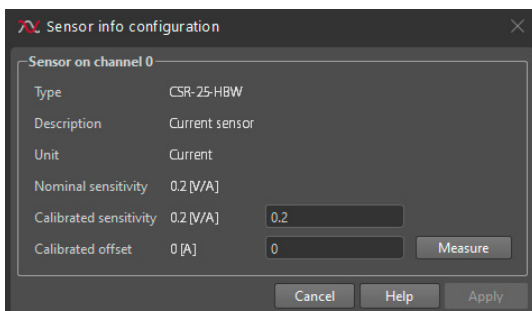 Sensor info configuration
Sensor on channel 0
Type CSR-25-HBW
Description Current sensor
Unit Current
Nominal sensitivity 0.2 [V/A]
Calibrated sensitivity 0.2 [V/A] 0.2
Calibrated offset 0 [A] 0 Measure
Cancel Help Apply